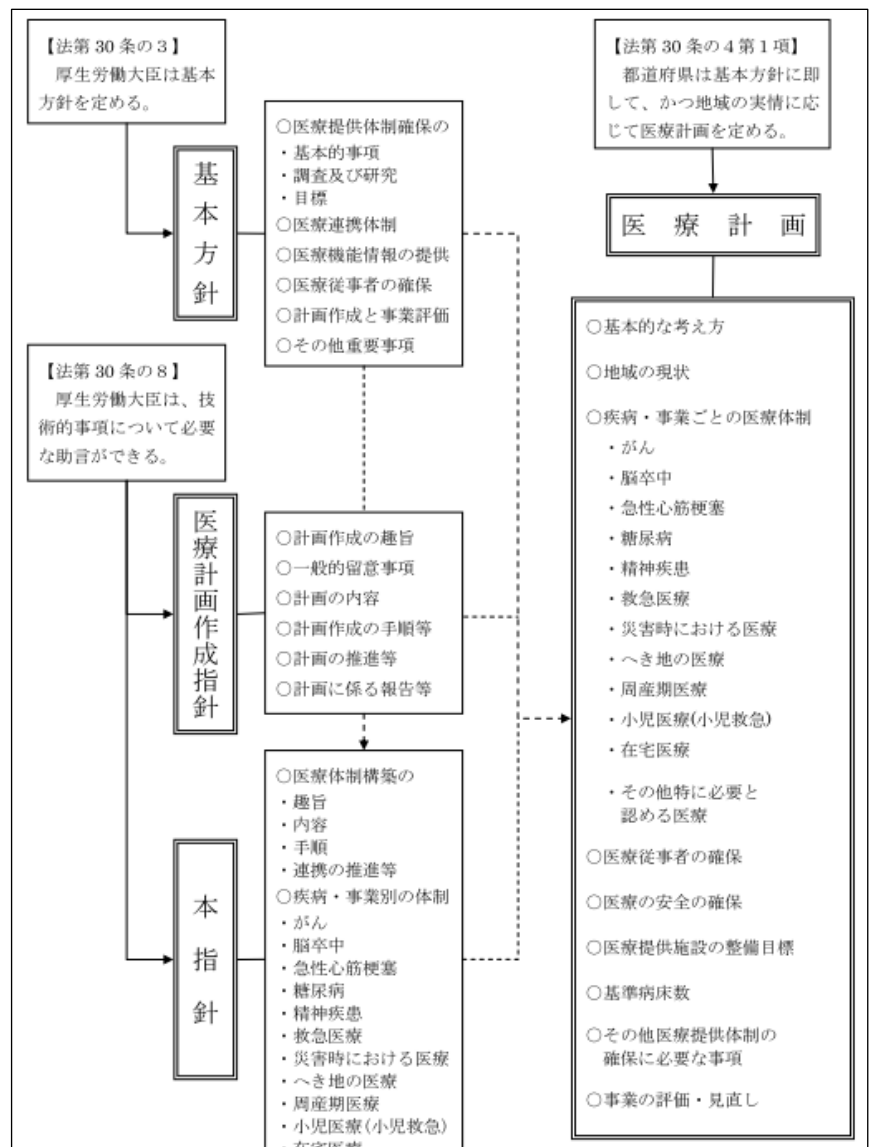 【法第30条の3】
厚生労働大臣は基本
方針を定める。
基本方針
○医療提供体制確保の
・基本的事項
・調査及び研究
・目標
○医療連携体制
○医療機能情報の提供
○医療従事者の確保
○計画作成と事業評価
○その他重要事項
【法第30条の8】
厚生労働大臣は、技
術的事項について必要
な助言ができる。
医療計画作成指針
○計画作成の趣旨
○一般的留意事項
○計画の内容
○計画作成の手順等
○計画の推進等
○計画に係る報告等
本指針
○医療体制構築の
・趣旨
・内容
・手順
・連携の推進等
○疾病・事業別の体制
・がん
・脳卒中
・急性心筋梗塞
・糖尿病
・精神疾患
・救急医療
・災害時における医療
・へき地の医療
・周産期医療
・小児医療(小児救急)
【法第30条の4第1項】
都道府県は基本方針に即
して、かつ地域の実情に応
じて医療計画を定める。
医療計画
○基本的な考え方
○地域の現状
○疾病・事業ごとの医療体制
・がん
・脳卒中
・急性心筋梗塞
・糖尿病
・精神疾患
・救急医療
・災害時における医療
・へき地の医療
・周産期医療
・小児医療(小児救急)
・在宅医療
・その他特に必要と
認める医療
○医療従事者の確保
○医療の安全の確保
○医療提供施設の整備目標
○基準病床数
○その他医療提供体制の
確保に必要な事項
○事業の評価・見直し